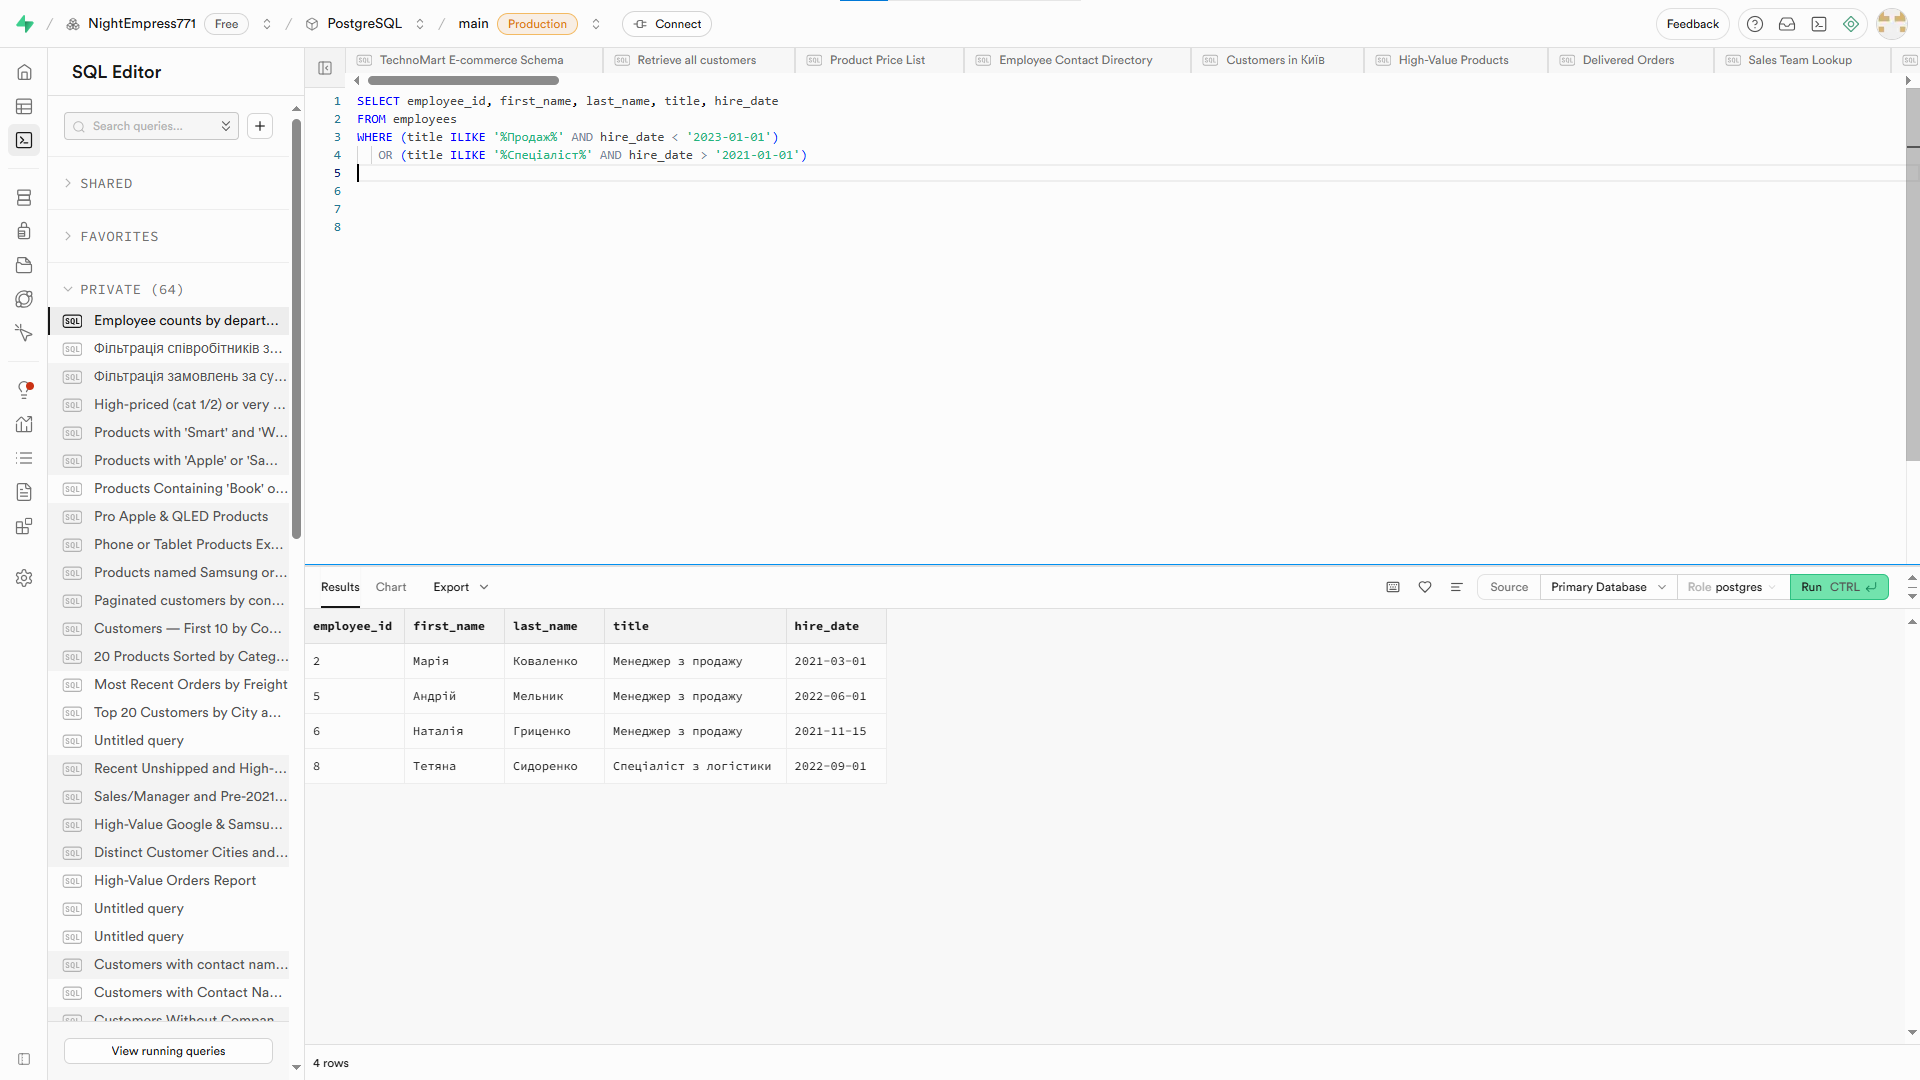 NightEmpress771 Free / PostgreSQL / main Production Connect Feedback
SQL Editor
TechnoMart E-commerce Schema
Retrieve all customers
Product Price List
Employee Contact Directory
Customers in Київ
High-Value Products
Delivered Orders
Sales Team Lookup
Search queries...
SHARED
FAVORITES
PRIVATE (64)
Employee counts by depart...
Фільтрація співробітників з...
Фільтрація замовлень за су...
High-priced (cat 1/2) or very ...
Products with 'Smart' and 'W...
Products with 'Apple' or 'Sa...
Products Containing 'Book' o...
Pro Apple & QLED Products
Phone or Tablet Products Ex...
Products named Samsung or...
Paginated customers by con...
Customers — First 10 by Co...
20 Products Sorted by Categ...
Most Recent Orders by Freight
Top 20 Customers by City a...
Untitled query
Recent Unshipped and High-...
Sales/Manager and Pre-2021...
High-Value Google & Samsu...
Distinct Customer Cities and...
High-Value Orders Report
Untitled query
Untitled query
Customers with contact nam...
Customers with Contact Na...
Customers Without Compan...
View running queries
1 SELECT employee_id, first_name, last_name, title, hire_date
2 FROM employees
3 WHERE (title ILIKE '%Продаж%' AND hire_date < '2023-01-01')
4 OR (title ILIKE '%Спеціаліст%' AND hire_date > '2021-01-01')
5
6
7
8
Results Chart Export Source Primary Database Role postgres Run CTRL
employee_id first_name last_name title hire_date
2 Марія Коваленко Менеджер з продажу 2021-03-01
5 Андрій Мельник Менеджер з продажу 2022-06-01
6 Наталія Гриценко Менеджер з продажу 2021-11-15
8 Тетяна Сидоренко Спеціаліст з логістики 2022-09-01
4 rows